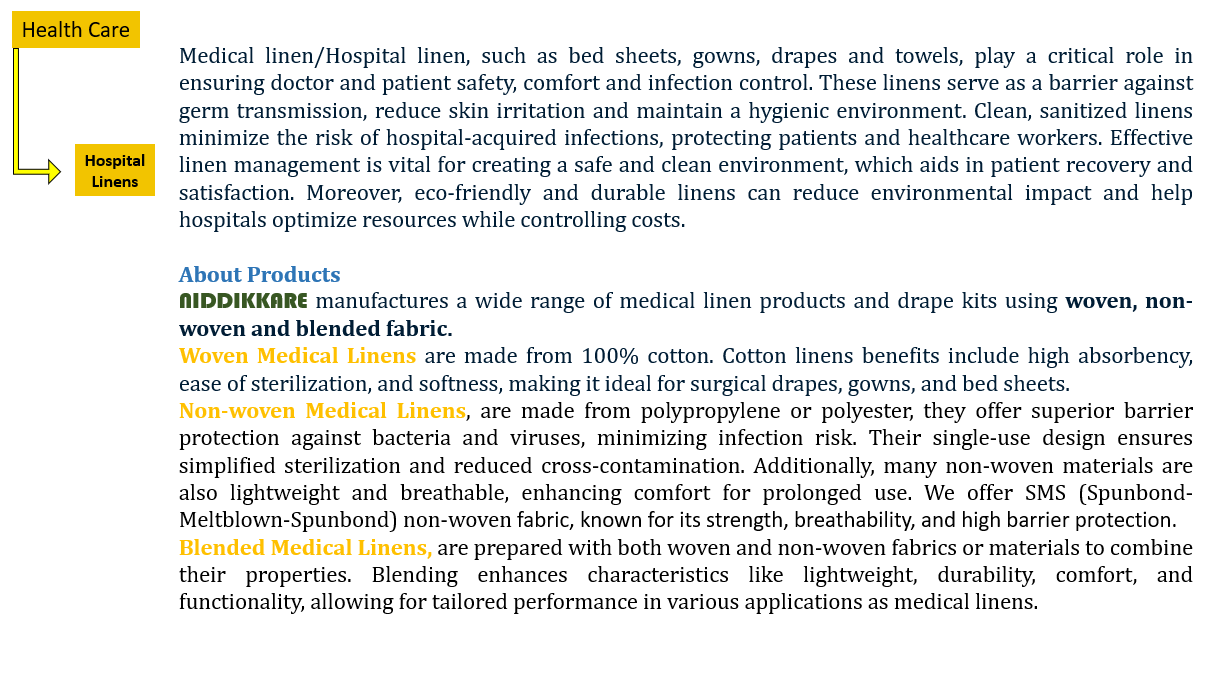 Health Care
Medical linen/Hospital linen, such as bed sheets, gowns, drapes and towels, play a critical role in
ensuring doctor and patient safety, comfort and infection control. These linens serve as a barrier against
germ transmission, reduce skin irritation and maintain a hygienic environment. Clean, sanitized linens
minimize the risk of hospital-acquired infections, protecting patients and healthcare workers. Effective
linen management is vital for creating a safe and clean environment, which aids in patient recovery and
satisfaction. Moreover, eco-friendly and durable linens can reduce environmental impact and help
hospitals optimize resources while controlling costs.
Hospital
Linens
About Products
NIDDIKKARE manufactures a wide range of medical linen products and drape kits using woven, non-
woven and blended fabric.
Woven Medical Linens are made from 100% cotton. Cotton linens benefits include high absorbency,
ease of sterilization, and softness, making it ideal for surgical drapes, gowns, and bed sheets.
Non-woven Medical Linens, are made from polypropylene or polyester, they offer superior barrier
protection against bacteria and viruses, minimizing infection risk. Their single-use design ensures
simplified sterilization and reduced cross-contamination. Additionally, many non-woven materials are
also lightweight and breathable, enhancing comfort for prolonged use. We offer SMS (Spunbond-
Meltblown-Spunbond) non-woven fabric, known for its strength, breathability, and high barrier protection.
Blended Medical Linens, are prepared with both woven and non-woven fabrics or materials to combine
their properties. Blending enhances characteristics like lightweight, durability, comfort, and
functionality, allowing for tailored performance in various applications as medical linens.